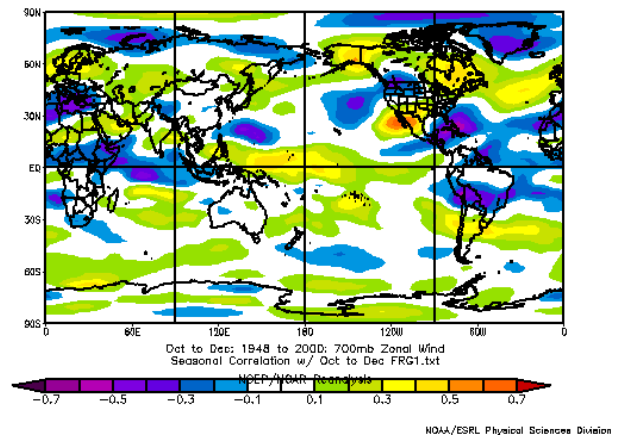 90N
60N
30N
EQ
30S
60S
90S
0 60E 120E 180 120W 60W 0
Oct to Dec: 1948 to 2000: 700mb Zonal Wind
Seasonal Correlation w/ Oct to Dec FRG1.txt
NCEP/NCAR Reanalysis
-0.7 -0.5 -0.3 -0.1 0.1 0.3 0.5 0.7
NOAA/ESRL Physical Sciences Division